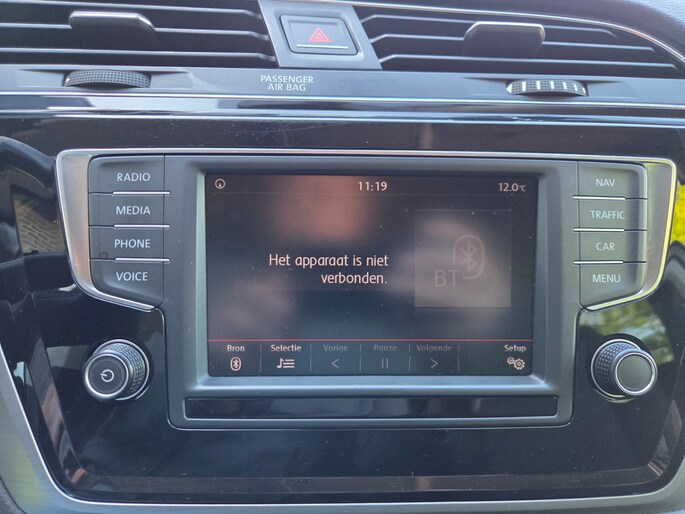 PASSENGER
AIR BAG
RADIO
MEDIA
PHONE
VOICE
11:19
12.0°C
Het apparaat is niet
verbonden.
BT
Bron
Selectie
Vorige
Pauze
Volgende
Setup
NAV
TRAFFIC
CAR
MENU